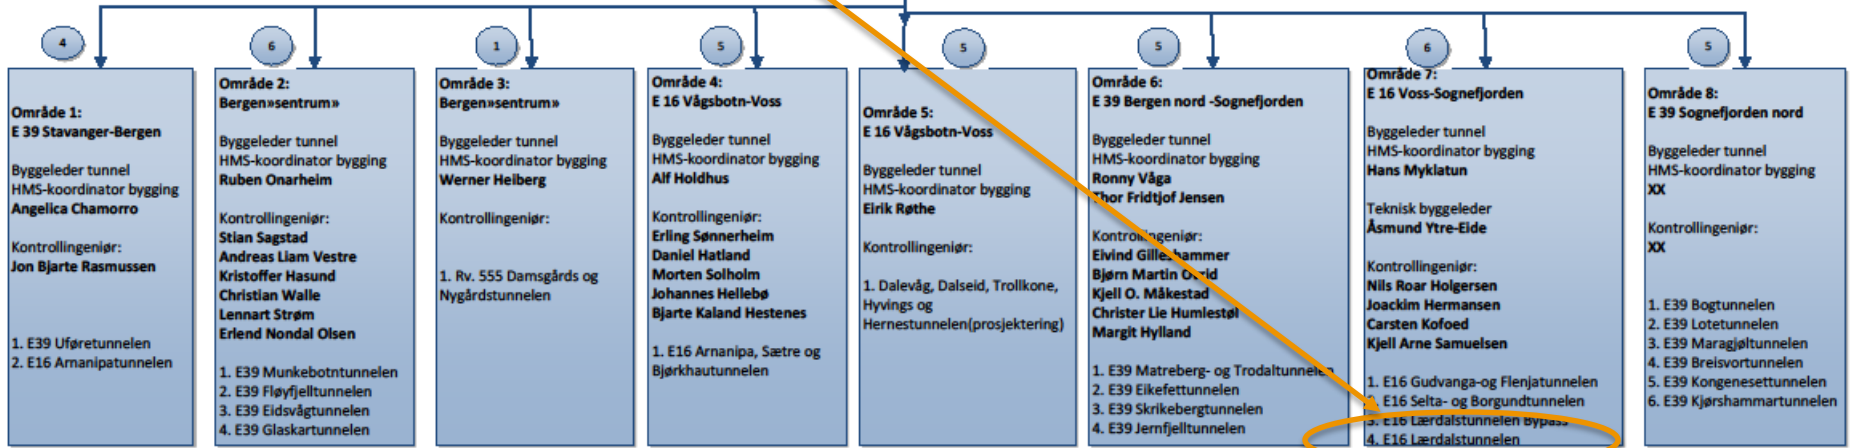 4
Område 1:
E 39 Stavanger-Bergen
Byggeleder tunnel
HMS-koordinator bygging
Angelica Chamorro
Kontrollingeniør:
Jon Bjarte Rasmussen
1. E39 Uføretunnelen
2. E16 Arnanipatunnelen
6
Område 2:
Bergen»sentrum»
Byggeleder tunnel
HMS-koordinator bygging
Ruben Onarheim
Kontrollingeniør:
Stian Sagstad
Andreas Liam Vestre
Kristoffer Hasund
Christian Walle
Lennart Strøm
Erlend Nondal Olsen
1. E39 Munkebotntunnelen
2. E39 Fløyfjelltunnelen
3. E39 Eidsvågtunnelen
4. E39 Glaskartunnelen
1
Område 3:
Bergen»sentrum»
Byggeleder tunnel
HMS-koordinator bygging
Werner Heiberg
Kontrollingeniør:
1. Rv. 555 Damsgårds og
Nygårdstunnelen
5
Område 4:
E 16 Vågsbotn-Voss
Byggeleder tunnel
HMS-koordinator bygging
Alf Holdhus
Kontrollingeniør:
Erling Sønnerheim
Daniel Hatland
Morten Solholm
Johannes Hellebø
Bjarte Kaland Hestenes
1. E16 Arnanipa, Sætre og
Bjørkhautunnelen
5
Område 5:
E 16 Vågsbotn-Voss
Byggeleder tunnel
HMS-koordinator bygging
Eirik Røthe
Kontrollingeniør:
1. Dalevåg, Dalseid, Trollkone,
Hyvings og
Hernestunnelen(prosjektering)
5
Område 6:
E 39 Bergen nord -Sognefjorden
Byggeleder tunnel
HMS-koordinator bygging
Ronny Våga
Thor Fridtjof Jensen
Kontrollingeniør:
Eivind Gilleshammer
Bjørn Martin
Kjell O. Måkestad
Christer Lie Humlestøl
Margit Hylland
1. E39 Matreberg- og Trodaltunnelen
2. E39 Eikefettunnelen
3. E39 Skrikebergtunnelen
4. E39 Jernfjelltunnelen
6
Område 7:
E 16 Voss-Sognefjorden
Byggeleder tunnel
HMS-koordinator bygging
Hans Myklatun
Teknisk byggeleder
Åsmund Ytre-Eide
Kontrollingeniør:
Nils Roar Holgersen
Joackim Hermansen
Carsten Kofoed
Kjell Arne Samuelsen
1. E16 Gudvanga-og Flenjatunnelen
E16 Selta- og Borgundtunnelen
3. E16 Lærdalstunnelen Bypass
4. E16 Lærdalstunnelen
5
Område 8:
E 39 Sognefjorden nord
Byggeleder tunnel
HMS-koordinator bygging
XX
Kontrollingeniør:
XX
1. E39 Bogtunnelen
2. E39 Lotetunnelen
3. E39 Maragjøltunnelen
4. E39 Breisvortunnelen
5. E39 Kongenesettunnelen
6. E39 Kjørshammartunnelen